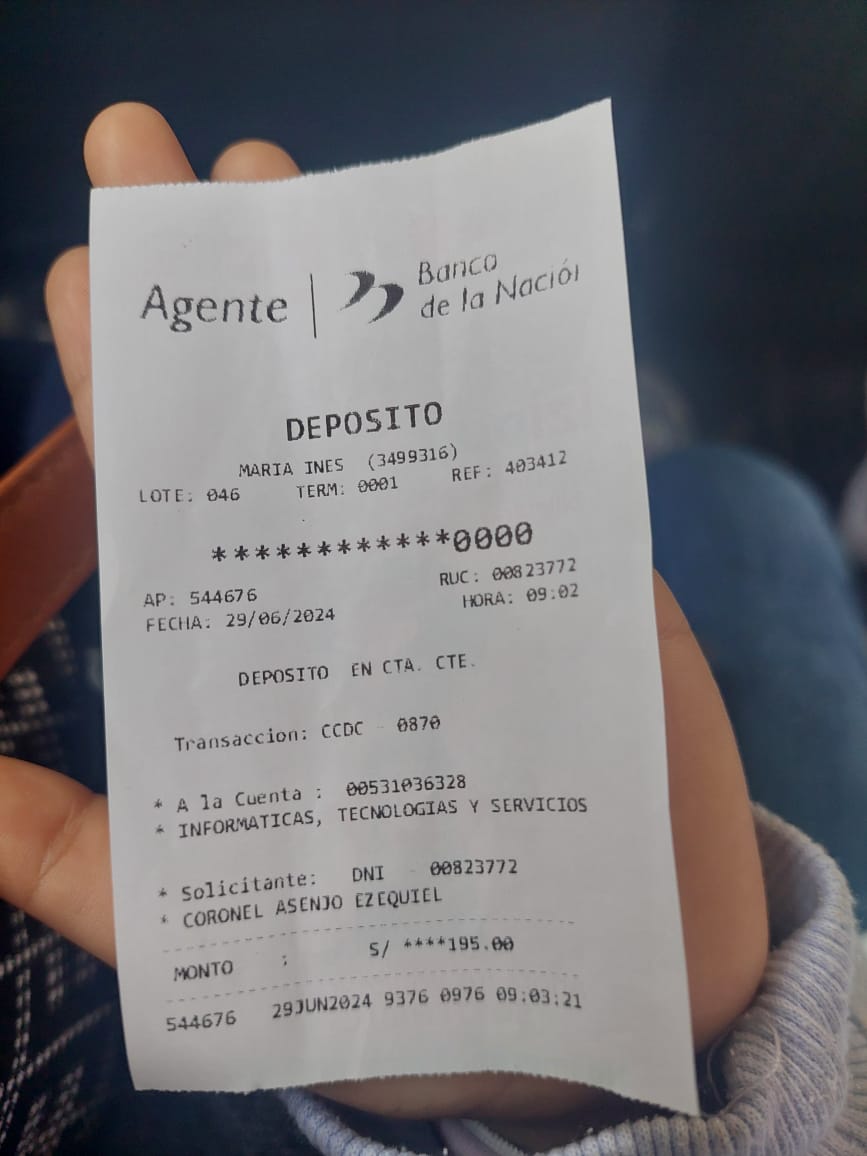 Agente | Banco
de la Nación
DEPOSITO
MARIA INES (3499316)
LOTE: 046 TERM: 0001 REF: 403412
************0000
AP: 544676 RUC: 00823772
FECHA: 29/06/2024 HORA: 09:02
DEPOSITO EN CTA. CTE.
Transaccion: CCDC - 0870
* A la Cuenta : 00531036328
* INFORMATICAS, TECNOLOGIAS Y SERVICIOS
* Solicitante: DNI - 00823772
* CORONEL ASENJO EZEQUIEL
MONTO : S/ ****195.00
544676 29JUN2024 9376 0976 09:03:21